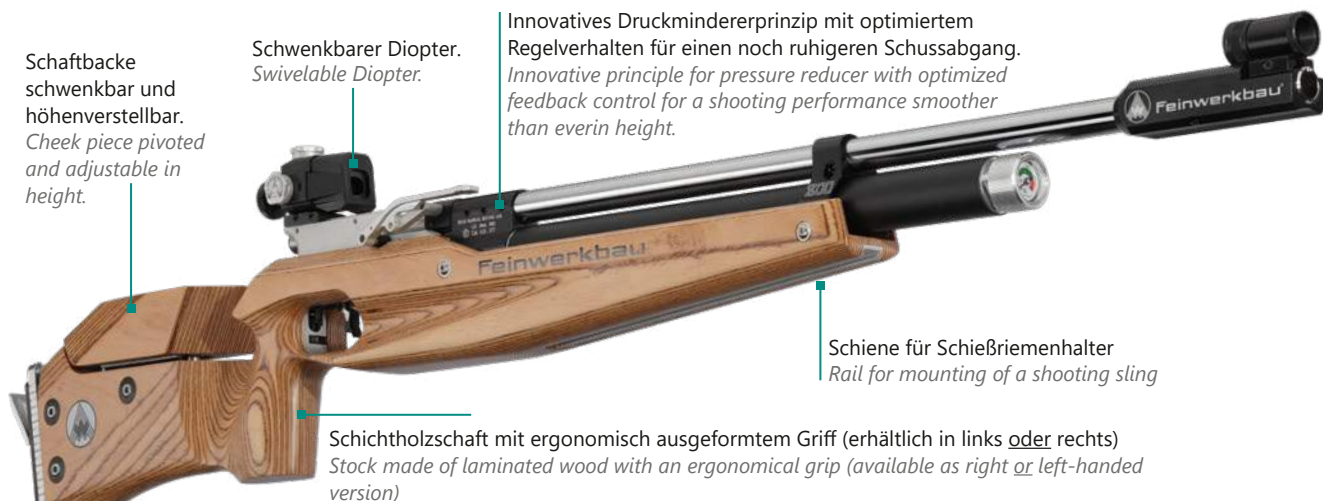 Schaftbacke
schwenkbar und
höhenverstellbar.
Cheek piece pivoted
and adjustable in
height.
Schwenkbarer Diopter.
Swivelable Diopter.
Innovatives Druckmindererprinzip mit optimiertem
Regelverhalten für einen noch ruhigeren Schussabgang.
Innovative principle for pressure reducer with optimized
feedback control for a shooting performance smoother
than everin height.
Feinwerkbau
Feinwerkbau
Schiene für Schießriemenhalter
Rail for mounting of a shooting sling
Schichtholzschaft mit ergonomisch ausgeformtem Griff (erhältlich in links oder rechts)
Stock made of laminated wood with an ergonomical grip (available as right or left-handed
version)